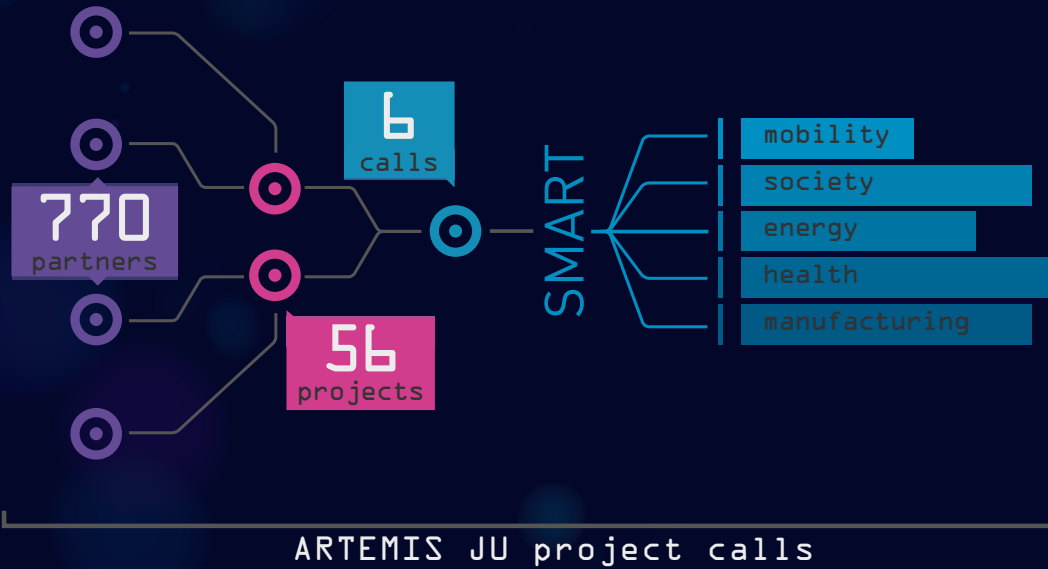 6
calls
770
partners
56
projects
SMART
mobility
society
energy
health
manufacturing
ARTEMIS JU project calls